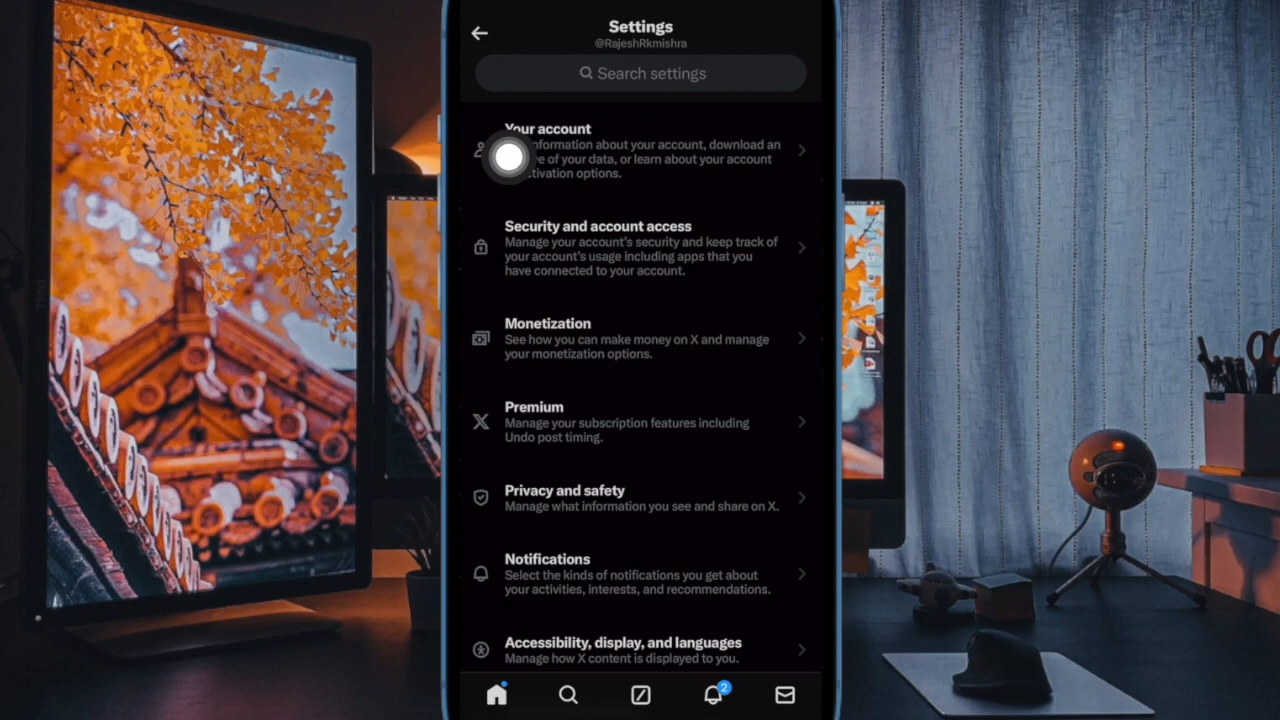 Settings
@RajeshRkmishra
Search settings
Your account
nformation about your account, download an
ve of your data, or learn about your account
tivation options.
Security and account access
Manage your account's security and keep track of
your account's usage including apps that you
have connected to your account.
Monetization
See how you can make money on X and manage
your monetization options.
Premium
Manage your subscription features including
Undo post timing.
Privacy and safety
Manage what information you see and share on X.
Notifications
Select the kinds of notifications you get about
your activities, interests, and recommendations.
Accessibility, display, and languages
Manage how X content is displayed to you.
2